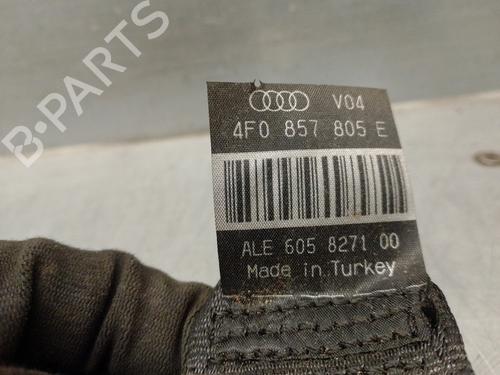 B-PARTS
V04
4F0 857 805 E
ALE 605 8271 00
Made in Turkey